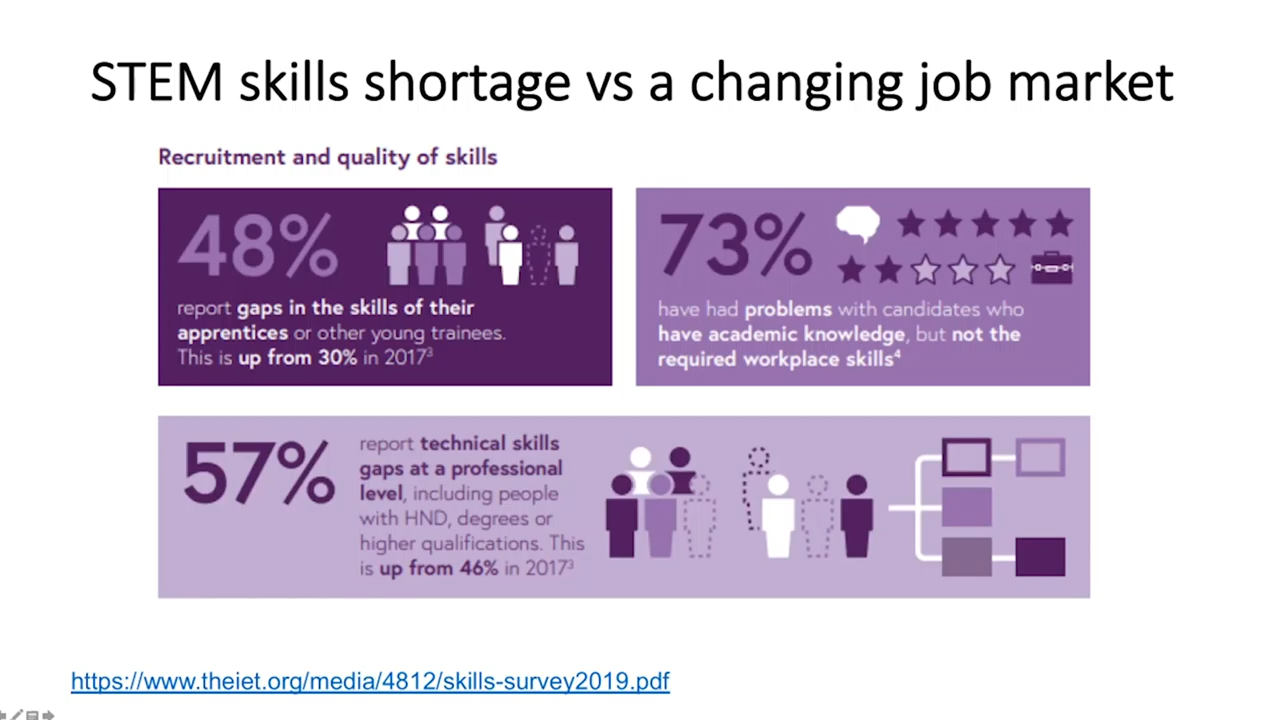 STEM skills shortage vs a changing job market
Recruitment and quality of skills
48%
report gaps in the skills of their
apprentices or other young trainees.
This is up from 30% in 2017³
73%
have had problems with candidates who
have academic knowledge, but not the
required workplace skills⁴
57%
report technical skills
gaps at a professional
level, including people
with HND, degrees or
higher qualifications. This
is up from 46% in 2017³
https://www.theiet.org/media/4812/skills-survey2019.pdf